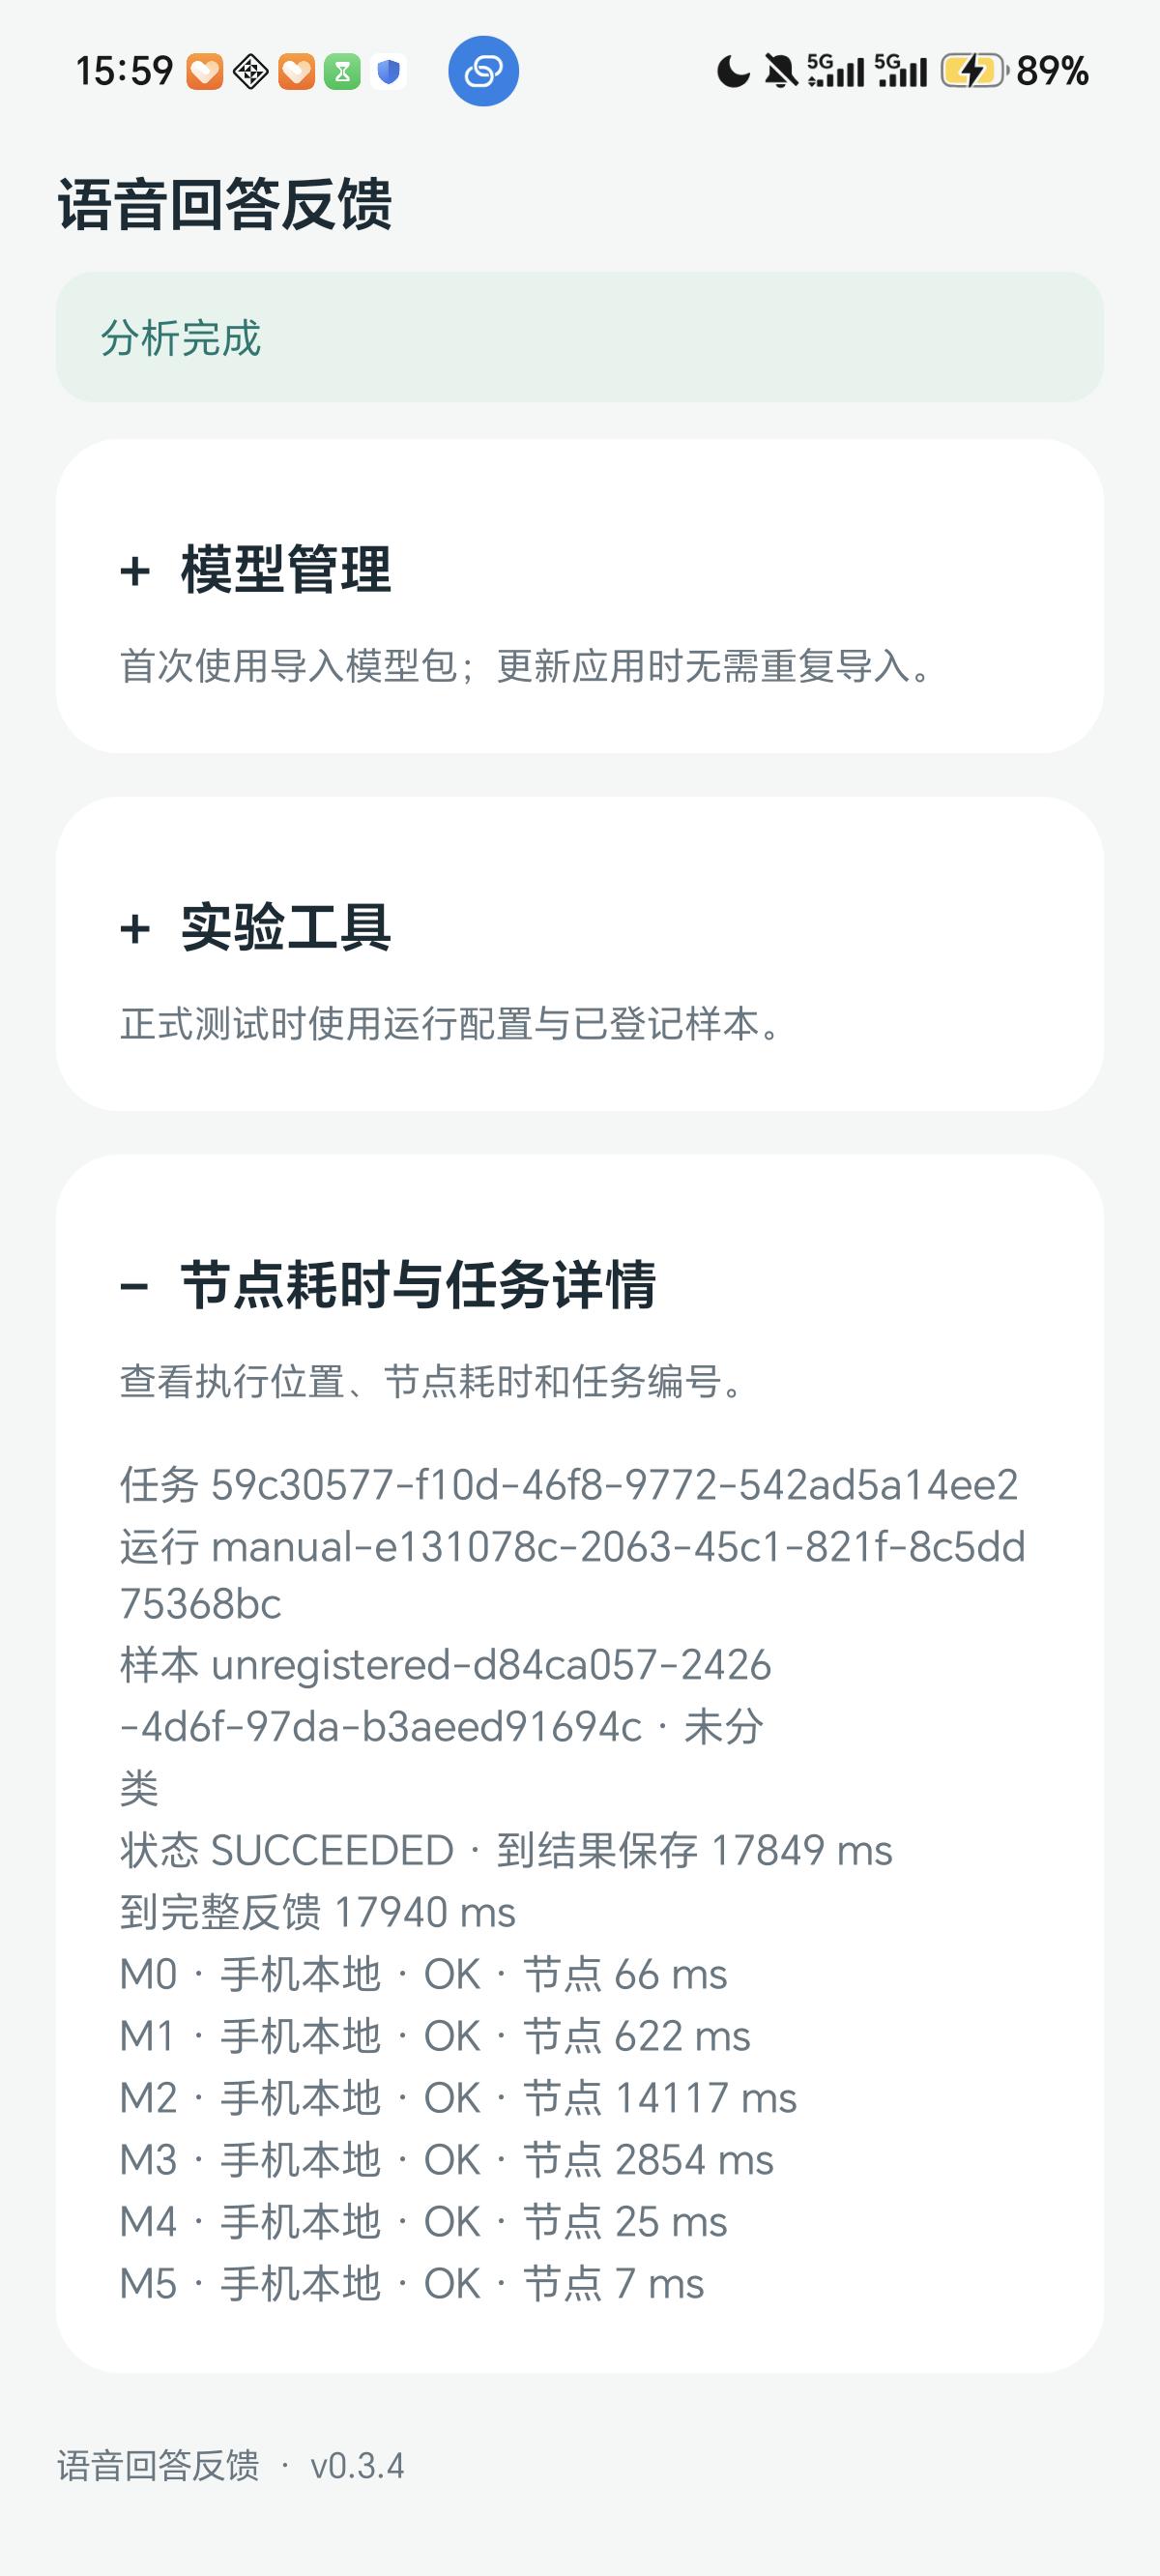 15:59 5G 5G 89%
语音回答反馈
分析完成
+ 模型管理
首次使用导入模型包；更新应用时无需重复导入。
+ 实验工具
正式测试时使用运行配置与已登记样本。
− 节点耗时与任务详情
查看执行位置、节点耗时和任务编号。
任务 59c30577-f10d-46f8-9772-542ad5a14ee2
运行 manual-e131078c-2063-45c1-821f-8c5dd
75368bc
样本 unregistered-d84ca057-2426
-4d6f-97da-b3aeed91694c · 未分
类
状态 SUCCEEDED · 到结果保存 17849 ms
到完整反馈 17940 ms
M0 · 手机本地 · OK · 节点 66 ms
M1 · 手机本地 · OK · 节点 622 ms
M2 · 手机本地 · OK · 节点 14117 ms
M3 · 手机本地 · OK · 节点 2854 ms
M4 · 手机本地 · OK · 节点 25 ms
M5 · 手机本地 · OK · 节点 7 ms
语音回答反馈 · v0.3.4